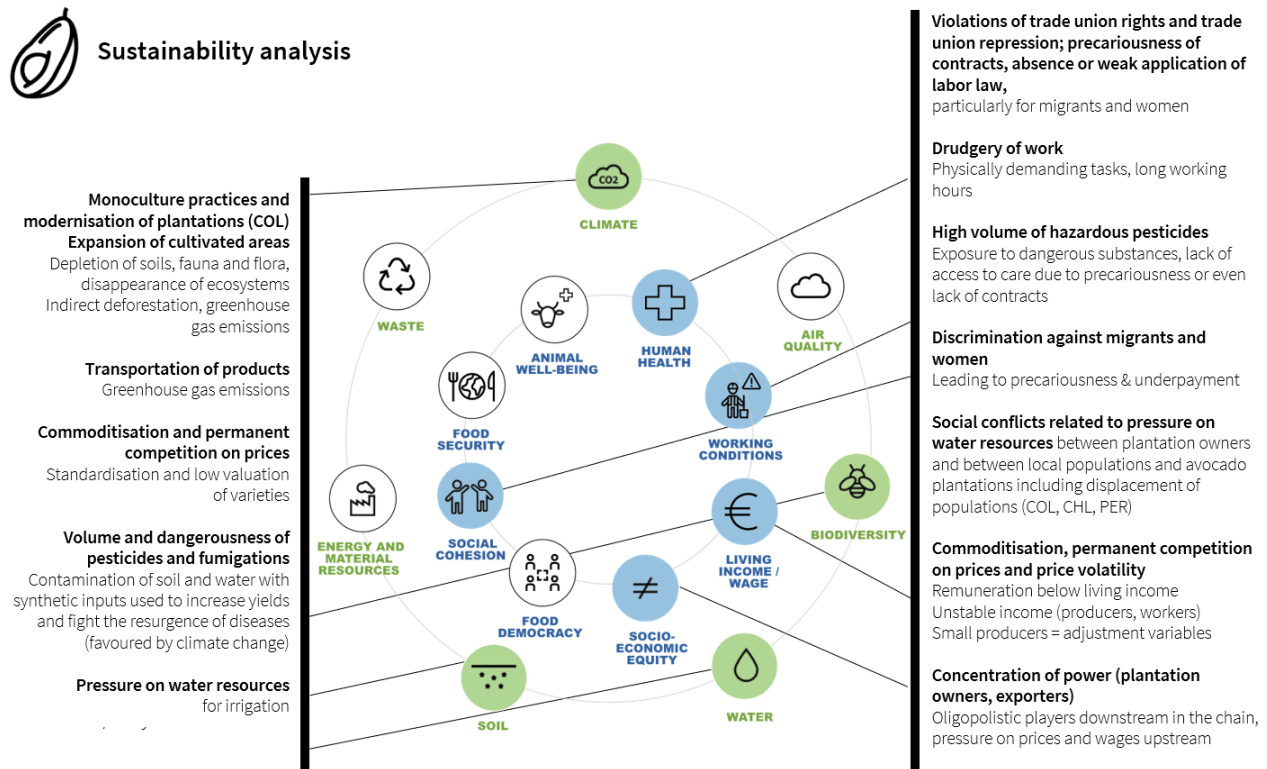 Sustainability analysis
Monoculture practices and
modernisation of plantations (COL)
Expansion of cultivated areas
Depletion of soils, fauna and flora,
disappearance of ecosystems
Indirect deforestation, greenhouse
gas emissions
Transportation of products
Greenhouse gas emissions
Commoditisation and permanent
competition on prices
Standardisation and low valuation
of varieties
Volume and dangerousness of
pesticides and fumigations
Contamination of soil and water with
synthetic inputs used to increase yields
and fight the resurgence of diseases
(favoured by climate change)
Pressure on water resources
for irrigation
CO2
CLIMATE
WASTE
AIR
QUALITY
ANIMAL
WELL-BEING
HUMAN
HEALTH
FOOD
SECURITY
WORKING
CONDITIONS
SOCIAL
COHESION
BIODIVERSITY
ENERGY AND
MATERIAL
RESOURCES
LIVING
INCOME /
WAGE
FOOD
DEMOCRACY
SOCIO-
ECONOMIC
EQUITY
SOIL
WATER
Violations of trade union rights and trade
union repression; precariousness of
contracts, absence or weak application of
labor law,
particularly for migrants and women
Drudgery of work
Physically demanding tasks, long working
hours
High volume of hazardous pesticides
Exposure to dangerous substances, lack of
access to care due to precariousness or even
lack of contracts
Discrimination against migrants and
women
Leading to precariousness & underpayment
Social conflicts related to pressure on
water resources between plantation owners
and between local populations and avocado
plantations including displacement of
populations (COL, CHL, PER)
Commoditisation, permanent competition
on prices and price volatility
Remuneration below living income
Unstable income (producers, workers)
Small producers = adjustment variables
Concentration of power (plantation
owners, exporters)
Oligopolistic players downstream in the chain,
pressure on prices and wages upstream